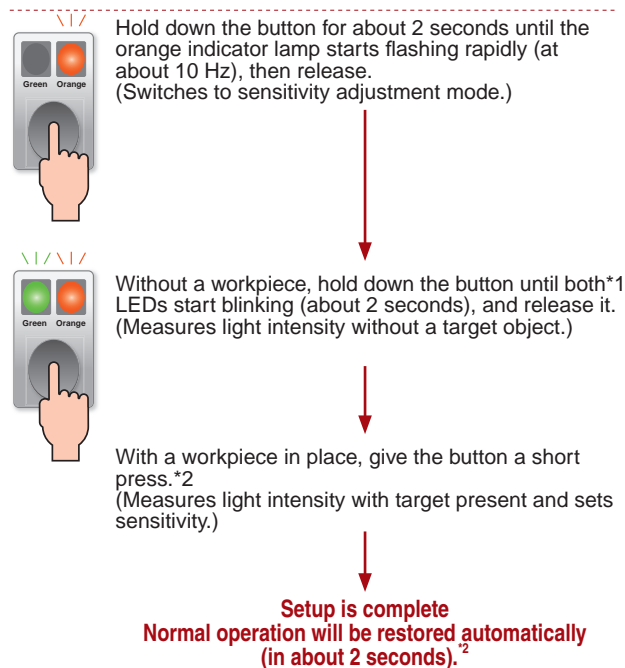 Hold down the button for about 2 seconds until the
orange indicator lamp starts flashing rapidly (at
about 10 Hz), then release.
(Switches to sensitivity adjustment mode.)
Green Orange
Without a workpiece, hold down the button until both*1
LEDs start blinking (about 2 seconds), and release it.
(Measures light intensity without a target object.)
Green Orange
With a workpiece in place, give the button a short
press.*2
(Measures light intensity with target present and sets
sensitivity.)
Setup is complete
Normal operation will be restored automatically
(in about 2 seconds).*2